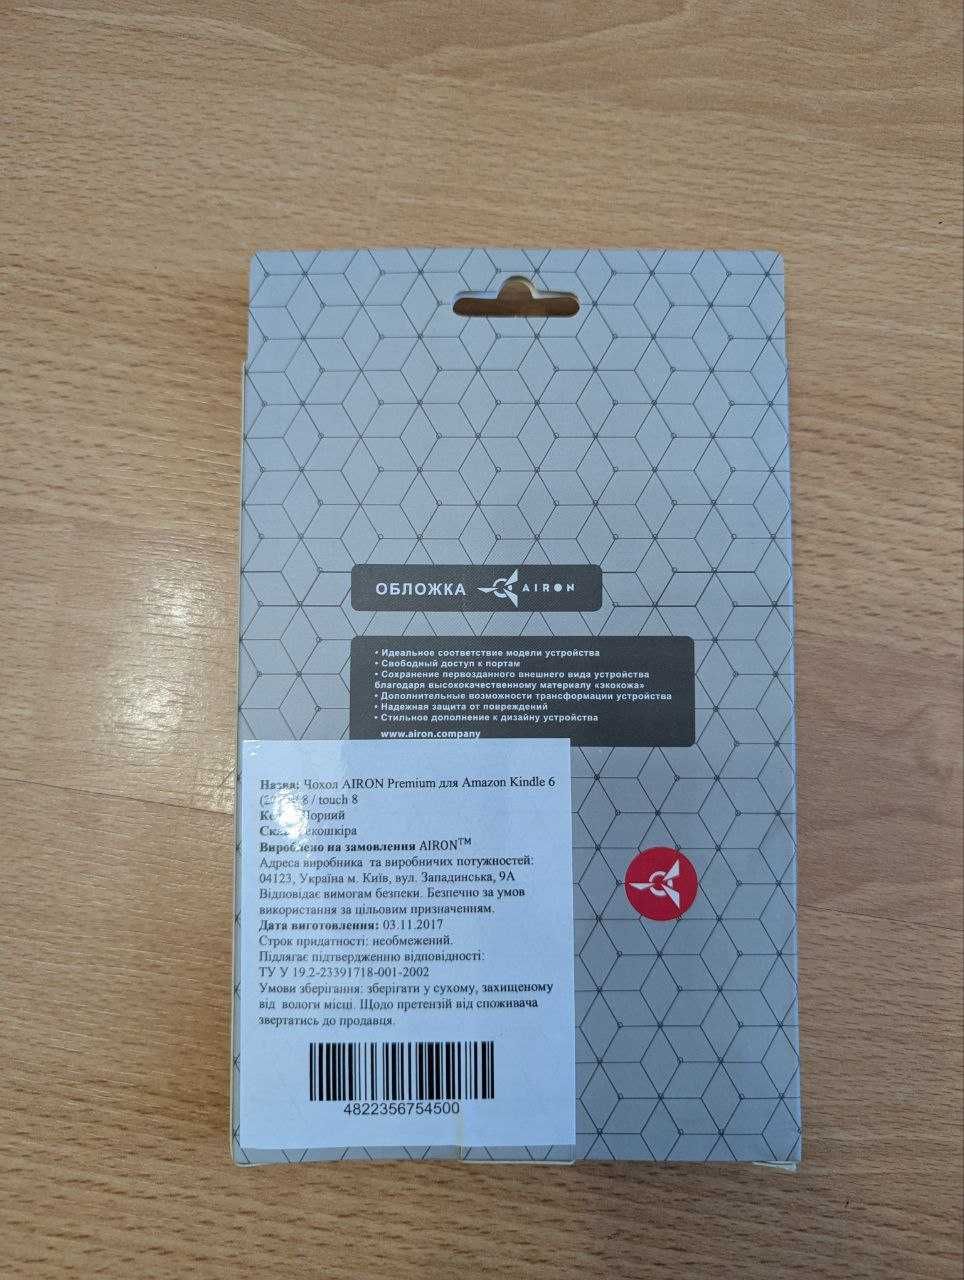 ОБЛОЖКА AIRON
• Идеальное соответствие модели устройства
• Свободный доступ к портам
• Сохранение первозданного внешнего вида устройства
благодаря высококачественному материалу «экокожа»
• Дополнительные возможности трансформации устройства
• Надежная защита от повреждений
• Стильное дополнение к дизайну устройства
www.airon.company
Назва: Чохол AIRON Premium для Amazon Kindle 6
8 / touch 8
Чорний
екошкіра
Вироблено на замовлення AIRON™
Адреса виробника та виробничих потужностей:
04123, Україна м. Київ, вул. Западинська, 9А
Відповідає вимогам безпеки. Безпечно за умов
використання за цільовим призначенням.
Дата виготовлення: 03.11.2017
Строк придатності: необмежений.
Підлягає підтвердженню відповідності:
ТУ У 19.2-23391718-001-2002
Умови зберігання: зберігати у сухому, захищеному
від вологи місці. Щодо претензій від споживача
звертатись до продавця.
4822356754500